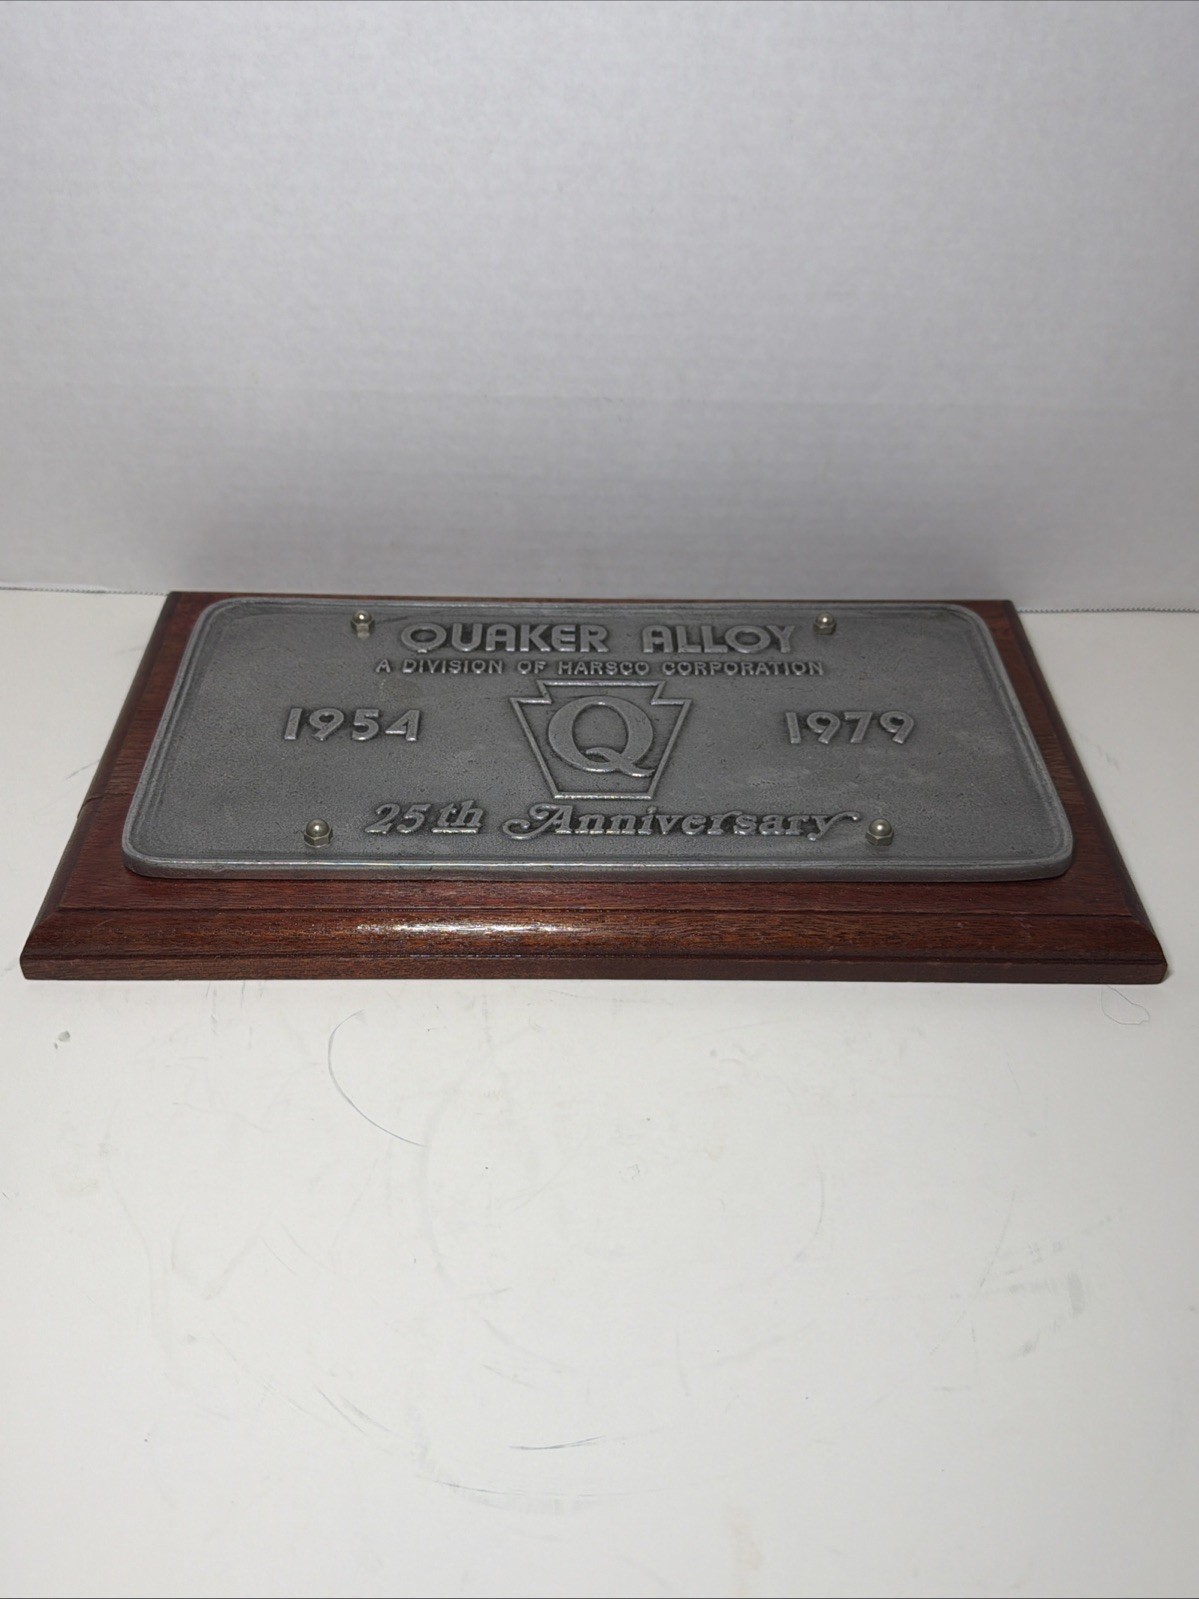 QUAKER ALLOY
A DIVISION OF HARSCO CORPORATION
1954 Q 1979
25th Anniversary